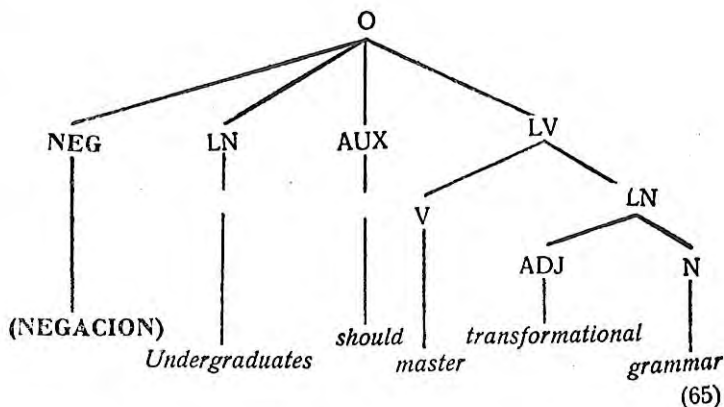 O
NEG LN AUX LV
V LN
ADJ N
(NEGACION)
Undergraduates should master transformational grammar
(65)